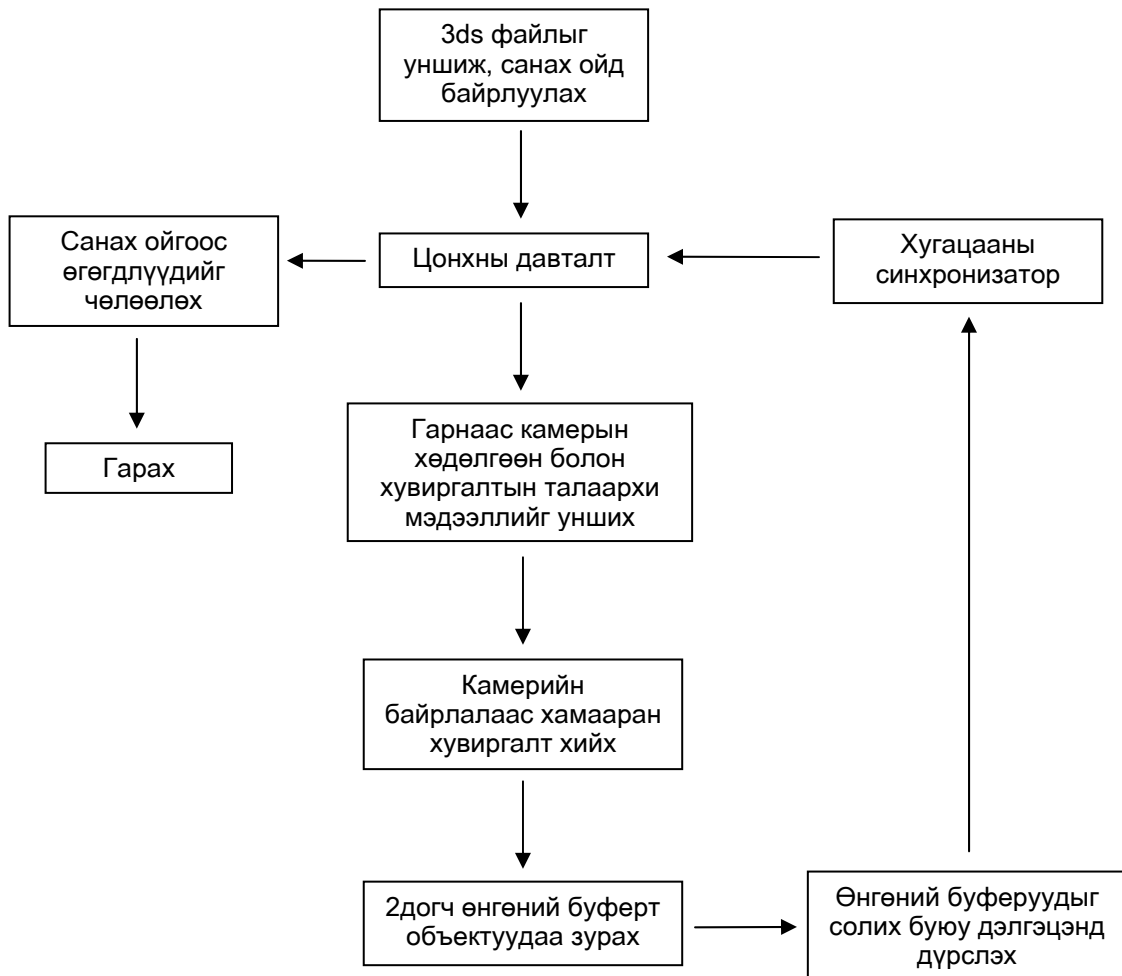 3ds файлыг
уншиж, санах ойд
байрлуулах
Санах ойгоос
өгөгдлүүдийг
чөлөөлөх
Цонхны давталт
Хугацааны
синхронизатор
Гарах
Гарнаас камерын
хөдөлгөөн болон
хувиргалтын талаархи
мэдээллийг унших
Камерийн
байрлалаас хамааран
хувиргалт хийх
2догч өнгөний буферт
объектуудаа зурах
Өнгөний буферуудыг
солих буюу дэлгэцэнд
дүрслэх